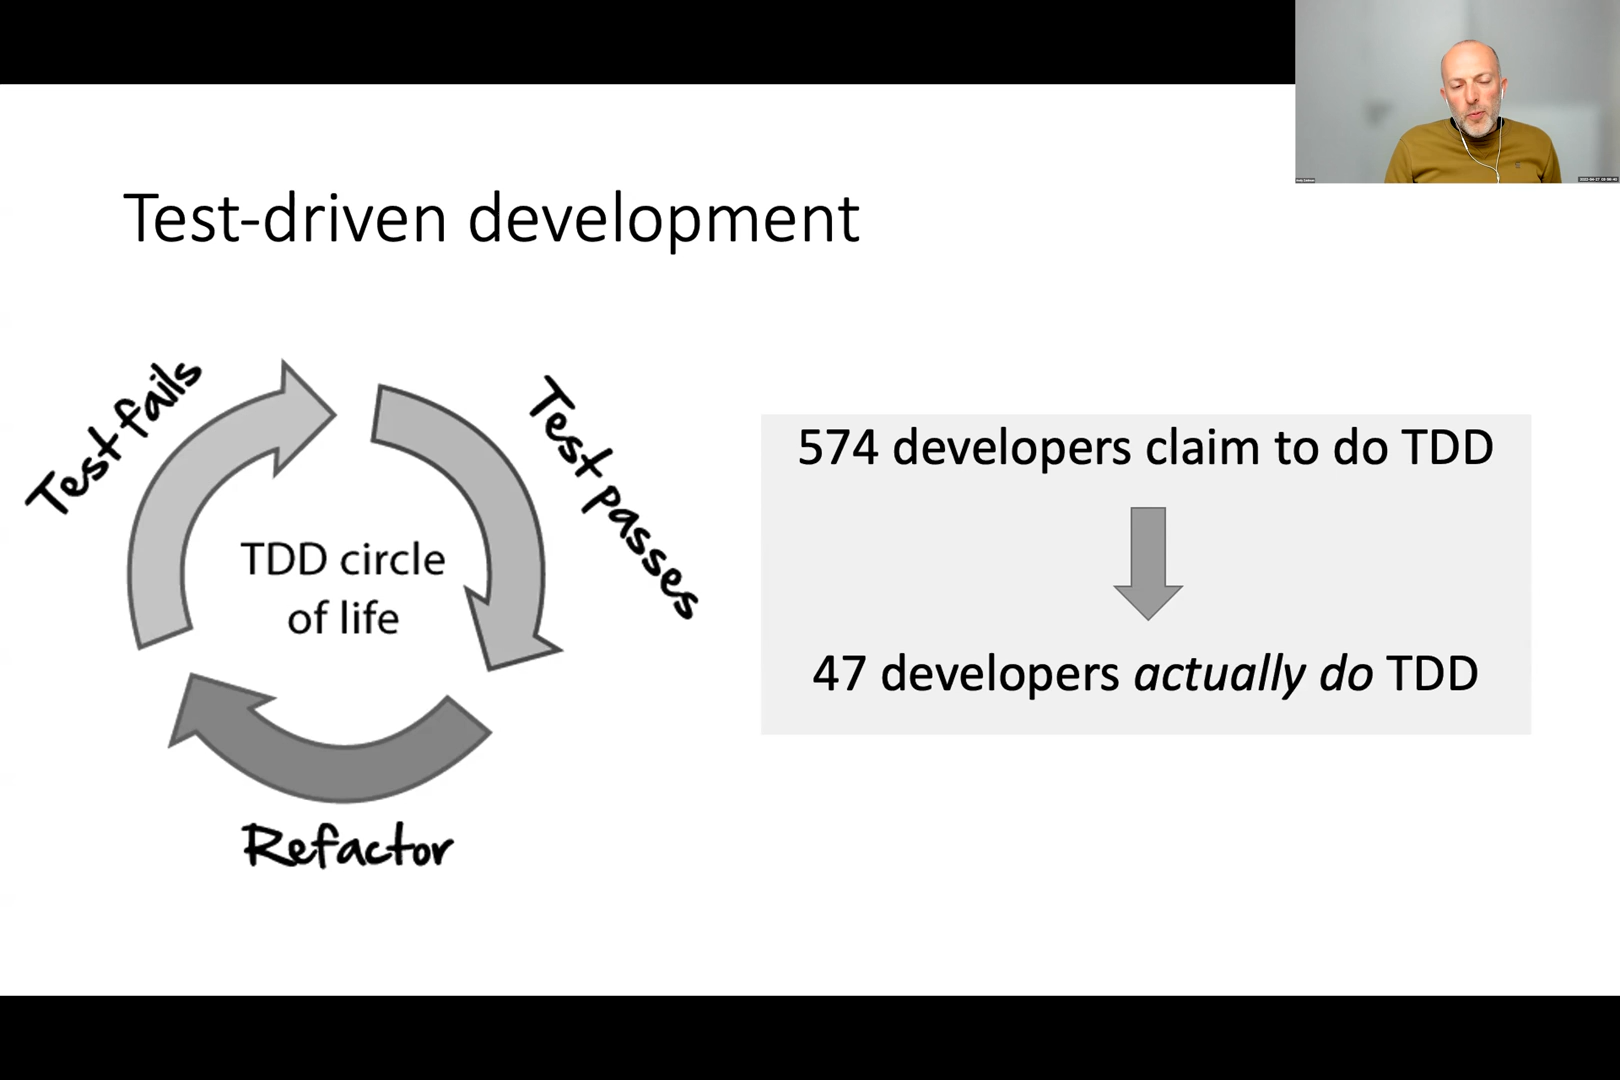 Test-driven development
Test fails
Test passes
TDD circle
of life
Refactor
574 developers claim to do TDD
47 developers actually do TDD